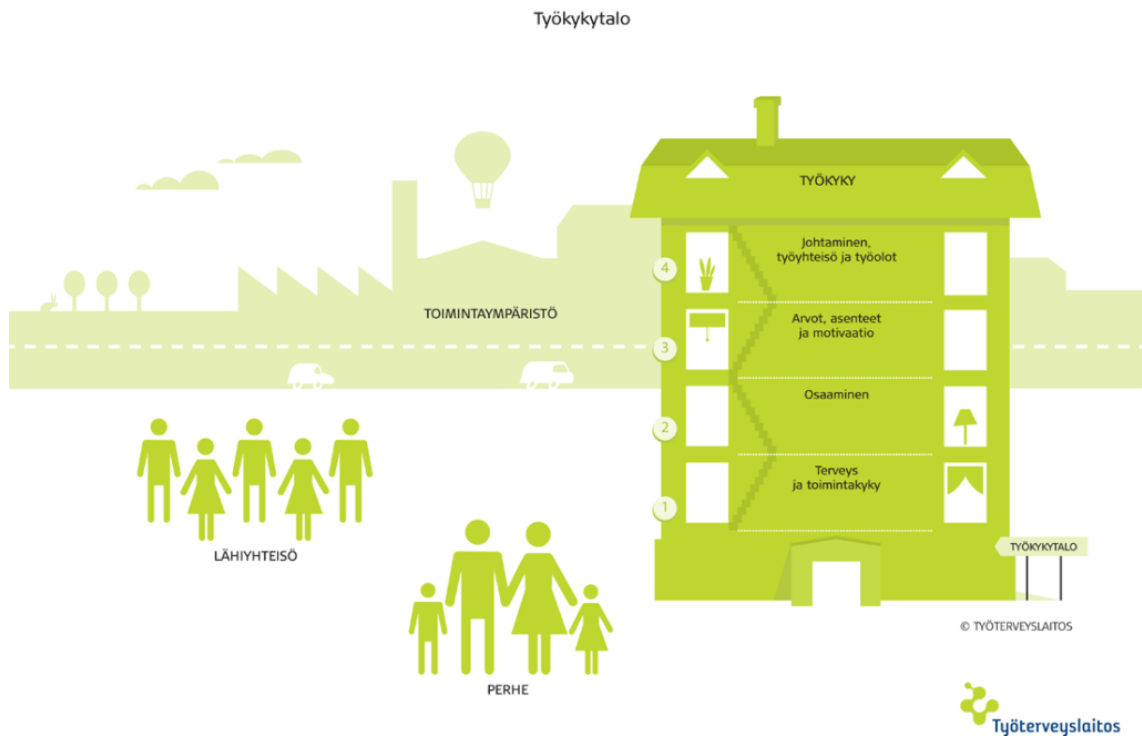 Työkykytalo
TYÖKYKY
4
Johtaminen,
työyhteisö ja työolot
TOIMINTAYMPÄRISTÖ
3
Arvot, asenteet
ja motivaatio
2
Osaaminen
1
Terveys
ja toimintakyky
LÄHIYHTEISÖ
PERHE
TYÖKYKYTALO
© TYÖTERVEYSLAITOS
Työterveyslaitos